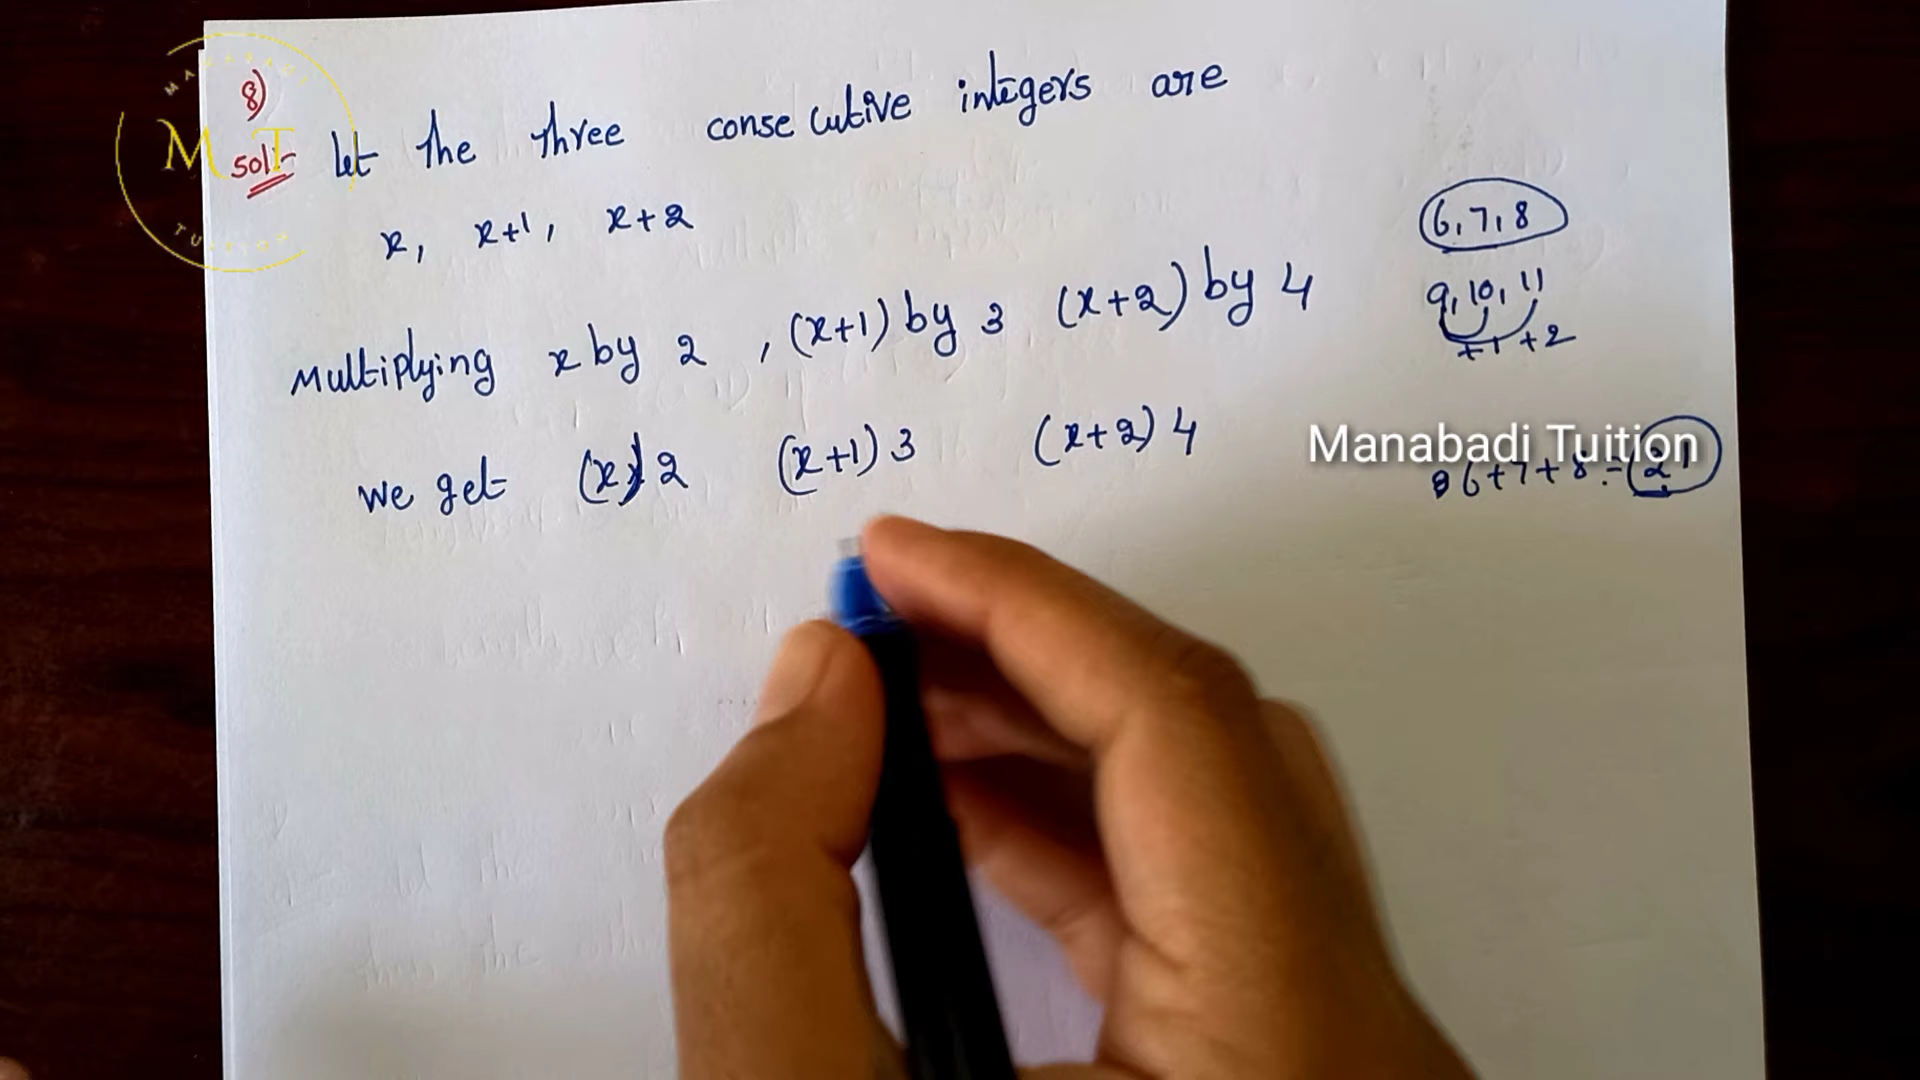 8)
Sol:- let the three consecutive integers are
x, x+1, x+2
6, 7, 8
Multiplying x by 2 , (x+1) by 3 (x+2) by 4
9, 10, 11
+1 +2
we get (x) 2 (x+1) 3 (x+2) 4
Manabadi Tuition
6+7+8 = 21
M T